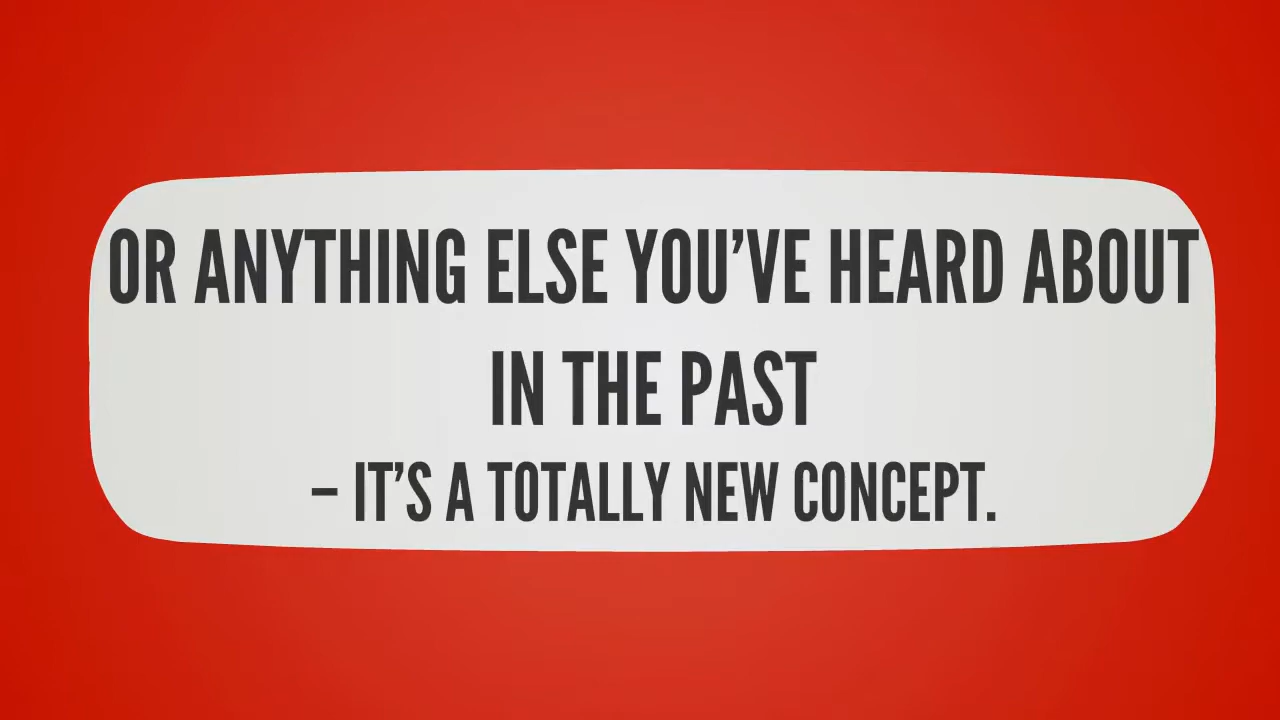 OR ANYTHING ELSE YOU’VE HEARD ABOUT
IN THE PAST
– IT’S A TOTALLY NEW CONCEPT.